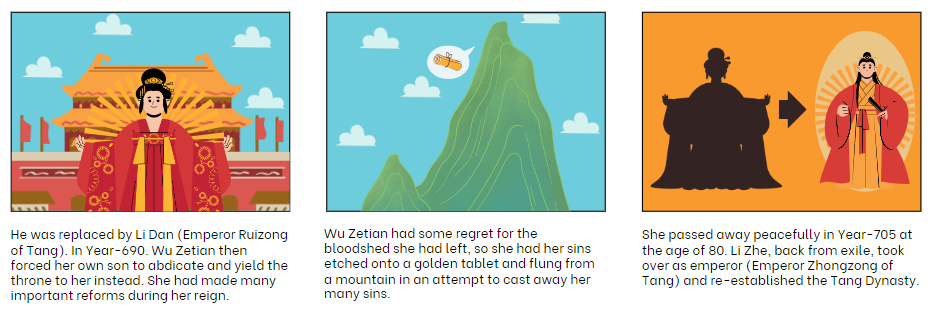 He was replaced by Li Dan (Emperor Ruizong
of Tang). In Year-690. Wu Zetian then
forced her own son to abdicate and yield the
throne to her instead. She had made many
important reforms during her reign.
Wu Zetian had some regret for the
bloodshed she had left, so she had her sins
etched onto a golden tablet and flung from
a mountain in an attempt to cast away her
many sins.
She passed away peacefully in Year-705 at
the age of 80. Li Zhe, back from exile, took
over as emperor (Emperor Zhongzong of
Tang) and re-established the Tang Dynasty.